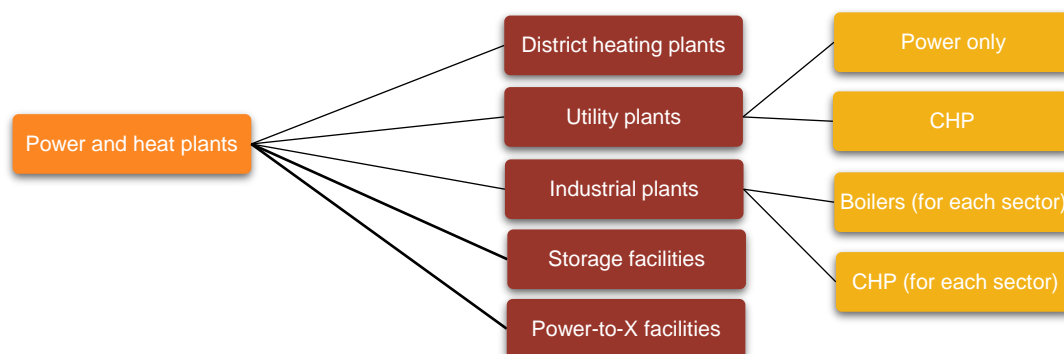 Power and heat plants
District heating plants
Utility plants
Industrial plants
Storage facilities
Power-to-X facilities
Power only
CHP
Boilers (for each sector)
CHP (for each sector)